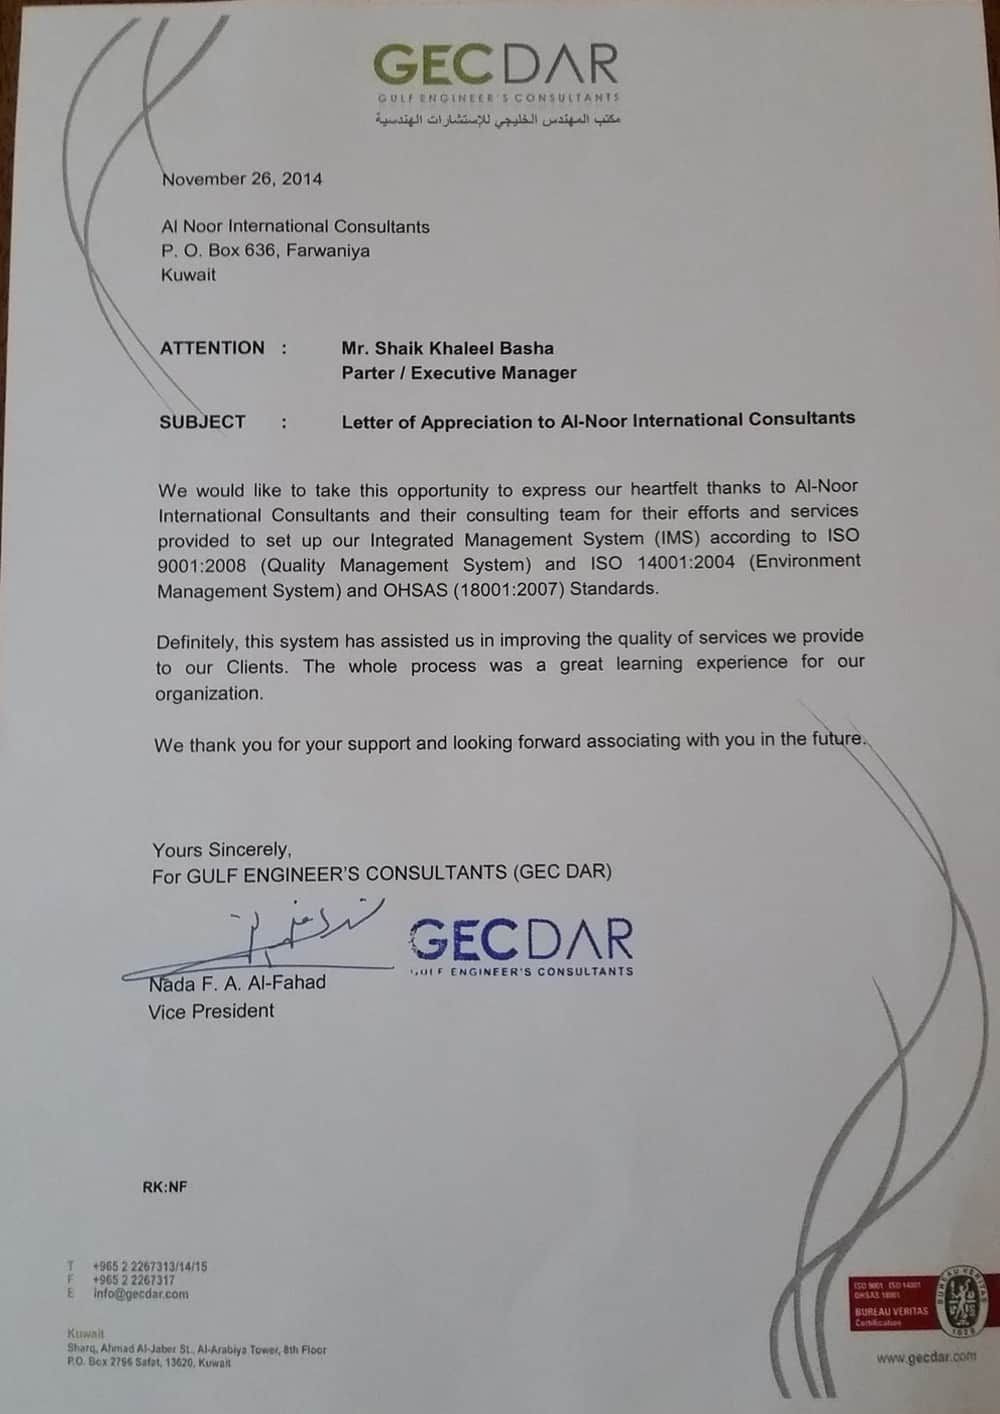 GECDAR
GULF ENGINEER'S CONSULTANTS
مكتب المهندس الخليجي للإستشارات الهندسية
November 26, 2014
Al Noor International Consultants
P. O. Box 636, Farwaniya
Kuwait
ATTENTION : Mr. Shaik Khaleel Basha
Parter / Executive Manager
SUBJECT : Letter of Appreciation to Al-Noor International Consultants
We would like to take this opportunity to express our heartfelt thanks to Al-Noor
International Consultants and their consulting team for their efforts and services
provided to set up our Integrated Management System (IMS) according to ISO
9001:2008 (Quality Management System) and ISO 14001:2004 (Environment
Management System) and OHSAS (18001:2007) Standards.
Definitely, this system has assisted us in improving the quality of services we provide
to our Clients. The whole process was a great learning experience for our
organization.
We thank you for your support and looking forward associating with you in the future.
Yours Sincerely,
For GULF ENGINEER'S CONSULTANTS (GEC DAR)
GECDAR
GULF ENGINEER'S CONSULTANTS
Nada F. A. Al-Fahad
Vice President
RK:NF
T +965 2 2267313/14/15
F +965 2 2267317
E info@gecdar.com
Kuwait
Sharq, Ahmad Al-Jaber St., Al-Arabiya Tower, 8th Floor
P.O. Box 2796 Safat, 13620, Kuwait
ISO 9001 ISO 14001
OHSAS 18001
BUREAU VERITAS
Certification
BUREAU VERITAS
1828
www.gecdar.com